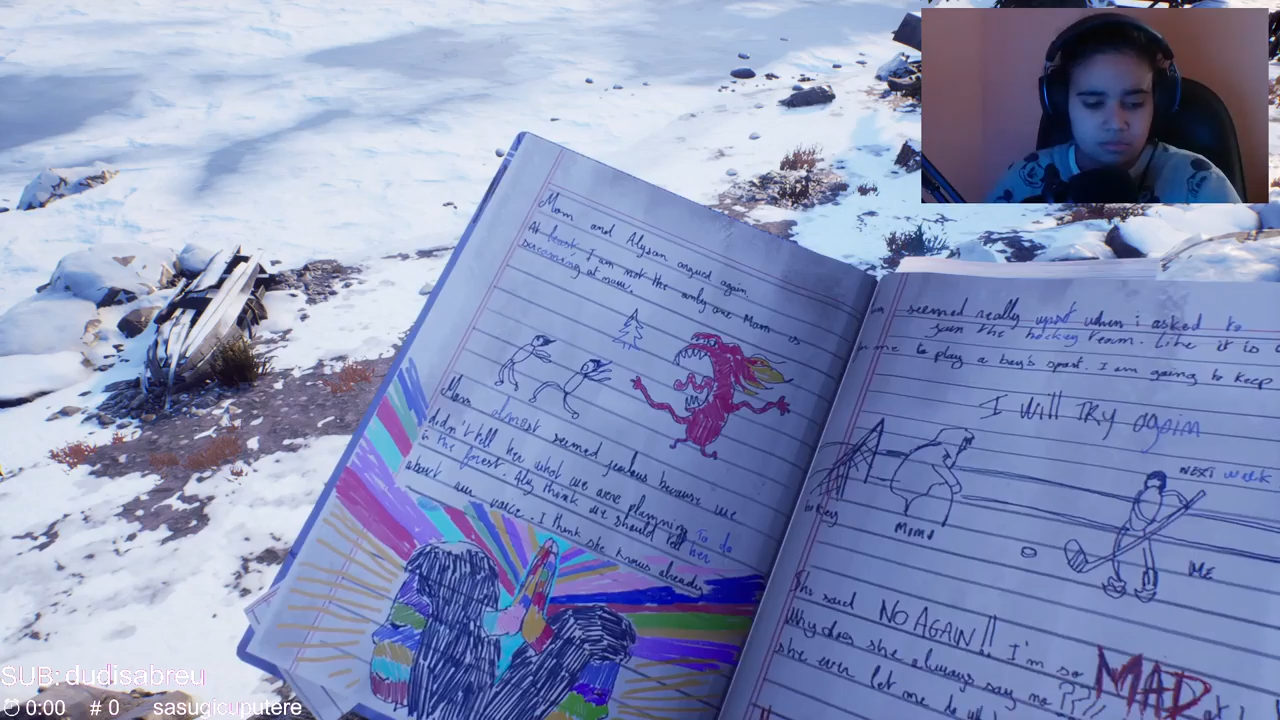 Mom and Alyson argued again.
At least I am not the only one Mom is
screaming at now.
Mom almost seemed jealous because we
didn't tell her what we were planning To do
in the forest. Aly think we should tell her
about our voice. I think she knows already
seemed really upset when i asked to
join the hockey team. Like it is
me to play a boy's sport. I am going to keep
I will TRY again
NEXT week
MOM
ME
She said NO AGAIN!! I'm so MAD at
Why does she always say no??//
she ever let me do
SUB: dudisabreu
0:00 # 0 sasugicuputere